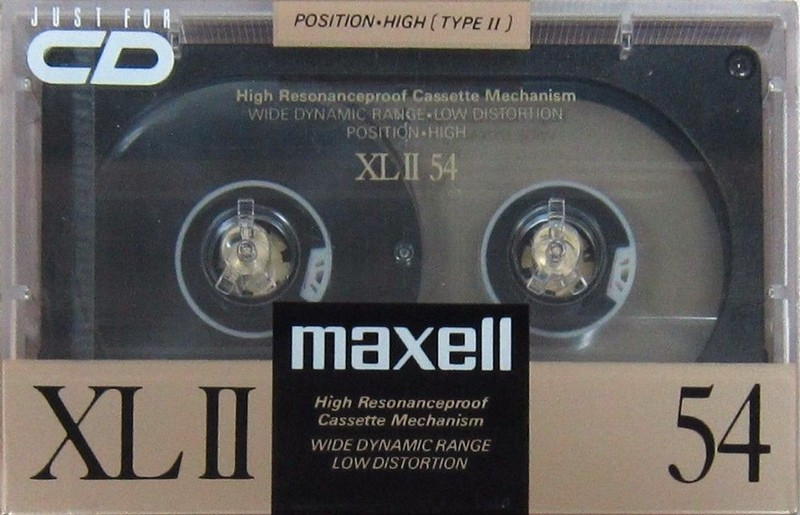 JUST FOR
CD
POSITION•HIGH (TYPE II)
High Resonanceproof Cassette Mechanism
WIDE DYNAMIC RANGE•LOW DISTORTION
POSITION•HIGH
XL II 54
maxell
XL II
High Resonanceproof
Cassette Mechanism
WIDE DYNAMIC RANGE
LOW DISTORTION
54